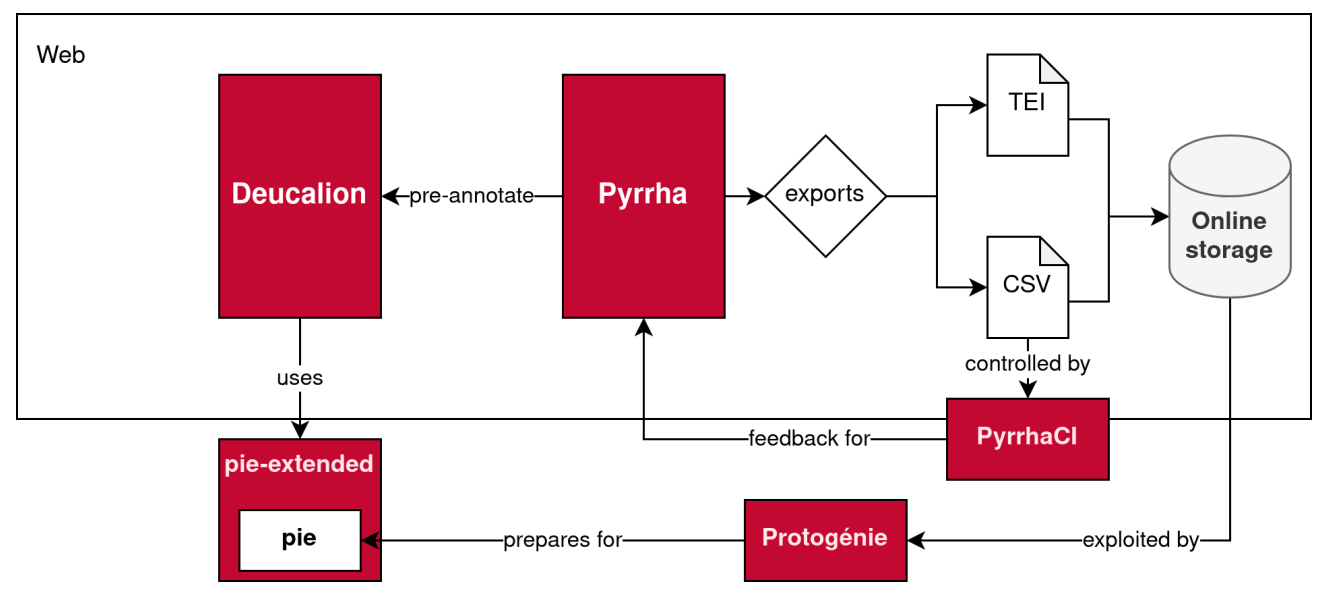 Web
TEI
Deucalion
pre-annotate
Pyrrha
exports
Online
storage
CSV
controlled by
uses
feedback for
PyrrhaCI
pie-extended
pie
prepares for
Protogénie
exploited by